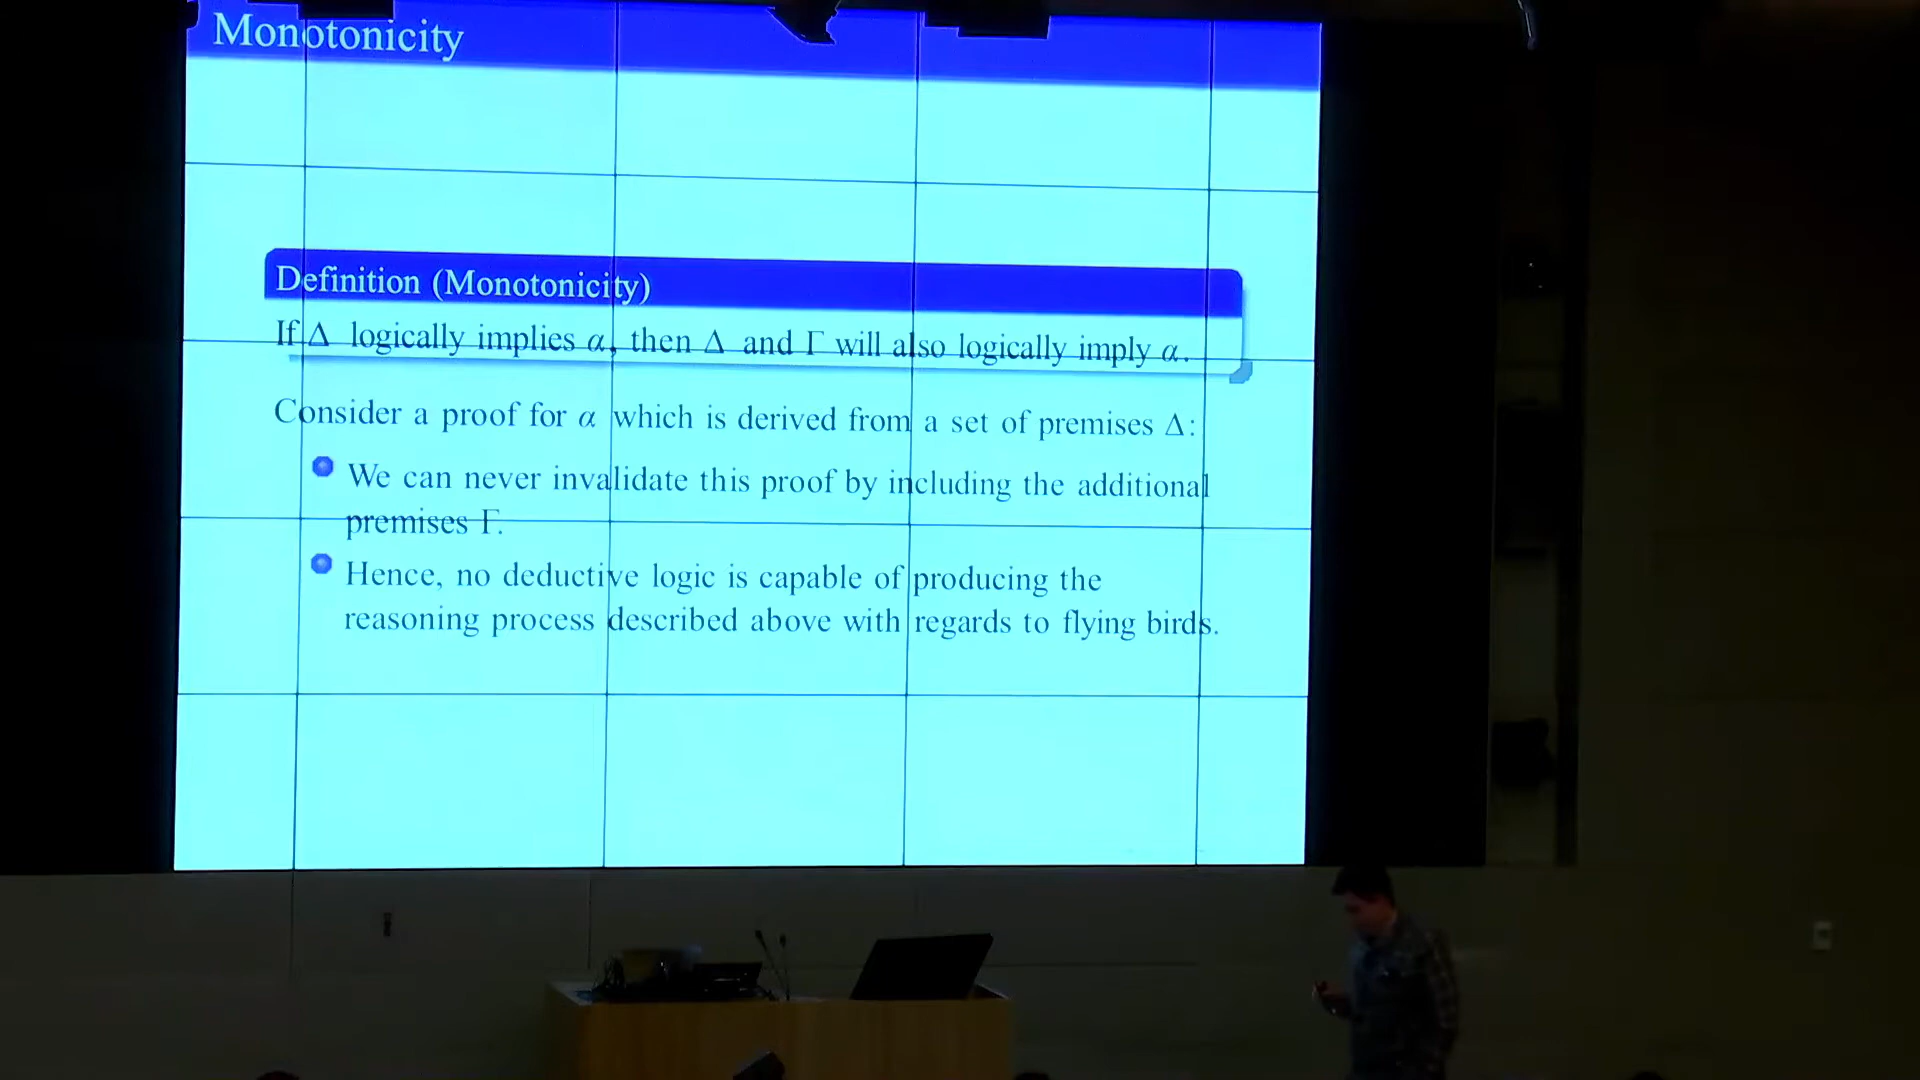 Monotonicity
Definition (Monotonicity)
If Δ logically implies α, then Δ and Γ will also logically imply α.
Consider a proof for α which is derived from a set of premises Δ:
We can never invalidate this proof by including the additional
premises Γ.
Hence, no deductive logic is capable of producing the
reasoning process described above with regards to flying birds.